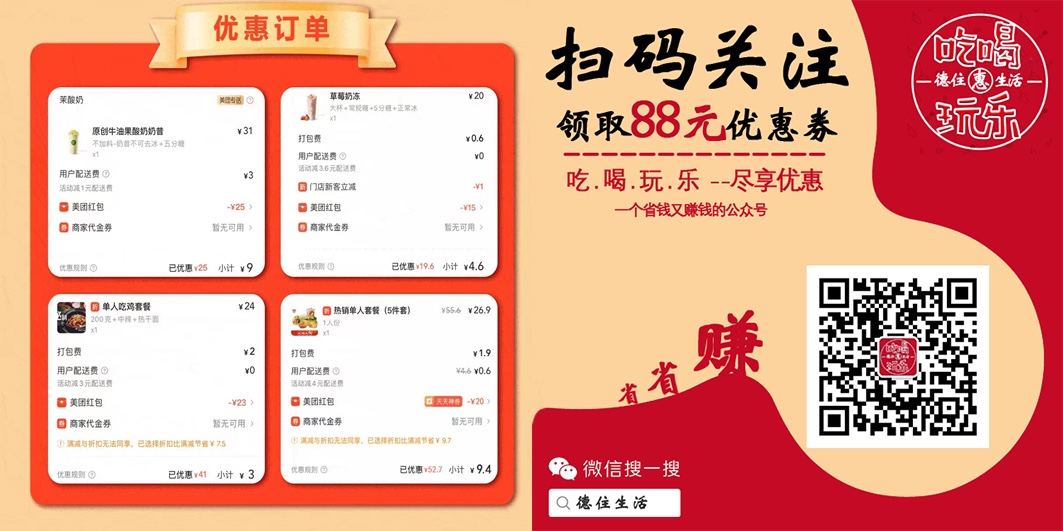 优惠订单
茉酸奶
美团专送
原创牛油果酸奶奶昔
¥31
不加料-奶昔不可去冰+五分糖
x1
用户配送费
¥3
活动减1元配送费
美团红包
-¥25
商家代金券
暂无可用
优惠规则
已优惠¥25 小计 ¥9
草莓奶冻
¥20
大杯+常规糖+5分糖+正常冰
x1
打包费
¥0.6
用户配送费
¥0
活动减3.6元配送费
新 门店新客立减
-¥1
美团红包
-¥15
券 商家代金券
暂无可用
优惠规则
已优惠¥19.6 小计 ¥4.6
折 单人吃鸡套餐
¥24
200克+中辣+热干面
x1
打包费
¥2
用户配送费
¥0
活动减3元配送费
美团红包
-¥23
券 商家代金券
暂无可用
满减与折扣无法同享,已选择折扣比满减节省¥7.5
优惠规则
已优惠¥41 小计 ¥3
折 热销单人套餐(5件套)
¥55.6 ¥26.9
1人份
x1
打包费
¥1.9
用户配送费
¥4.6 ¥0.6
活动减4元配送费
美团红包
天天神券 -¥20
券 商家代金券
暂无可用
满减与折扣无法同享,已选择折扣比满减节省¥9.7
优惠规则
已优惠¥52.7 小计 ¥9.4
扫码关注
领取88元优惠券
吃.喝.玩.乐 --尽享优惠
一个省钱又赚钱的公众号
吃喝
德住惠生活
玩乐
省省赚
微信搜一搜
德住生活